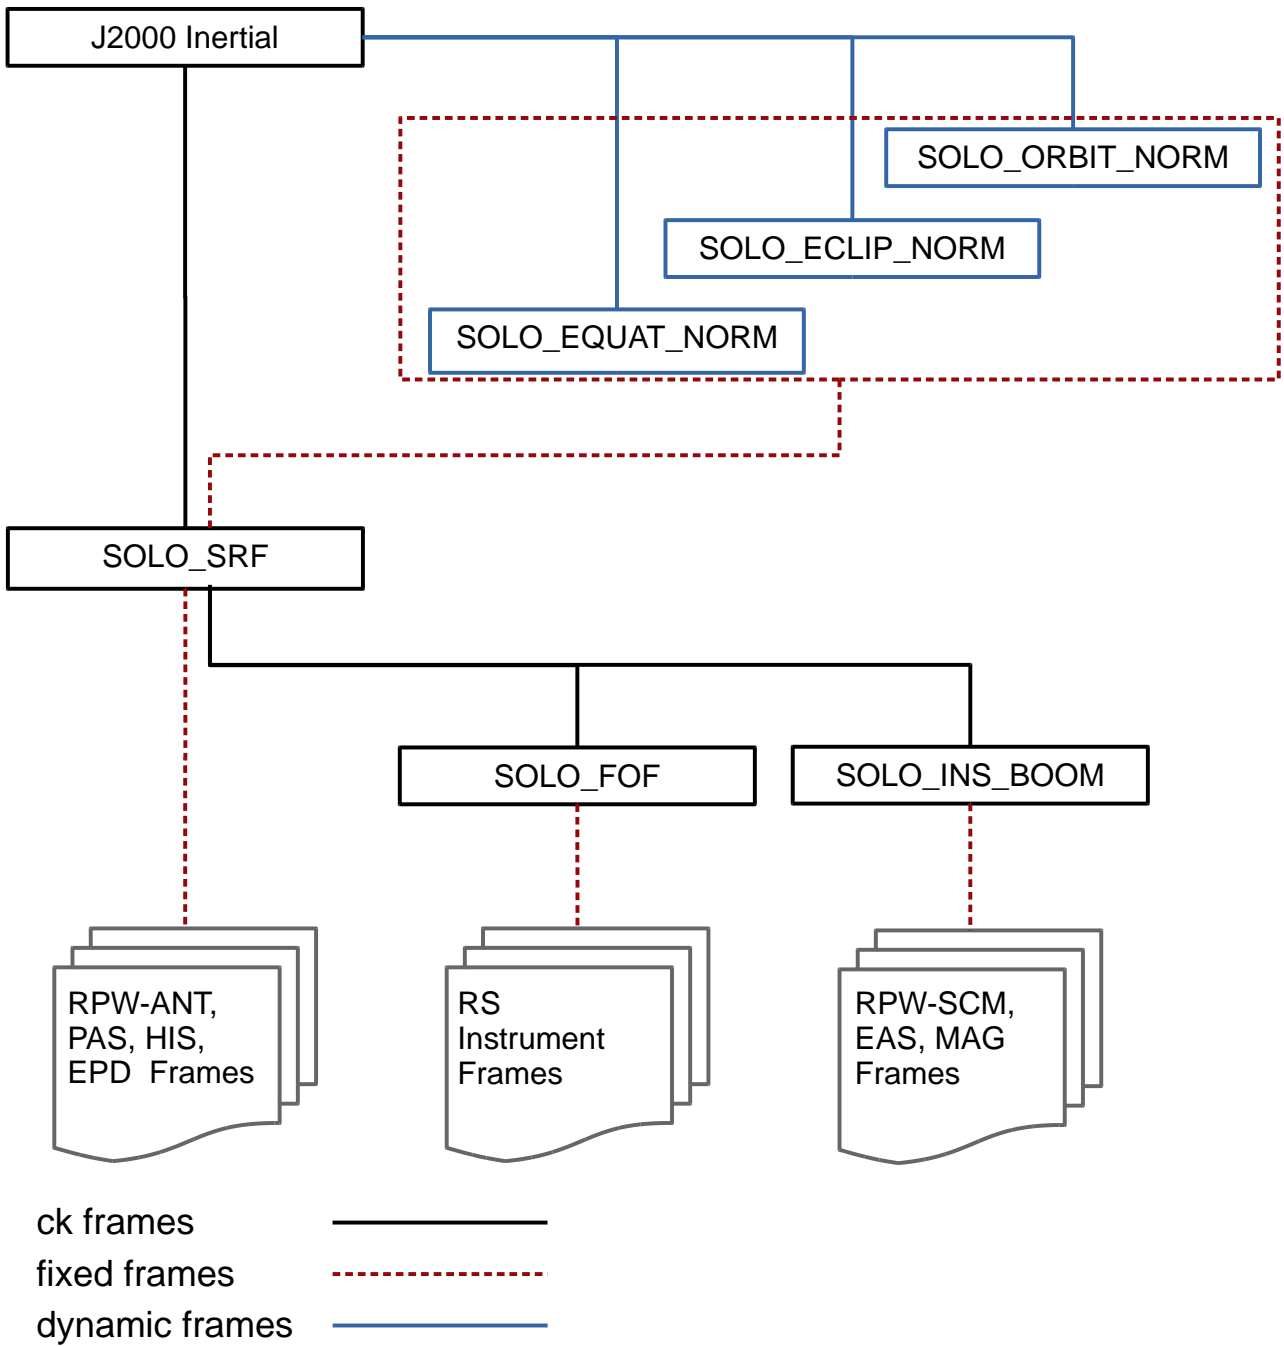 J2000 Inertial
SOLO_ORBIT_NORM
SOLO_ECLIP_NORM
SOLO_EQUAT_NORM
SOLO_SRF
SOLO_FOF
SOLO_INS_BOOM
RPW-ANT,
PAS, HIS,
EPD Frames
RS
Instrument
Frames
RPW-SCM,
EAS, MAG
Frames
ck frames
fixed frames
dynamic frames